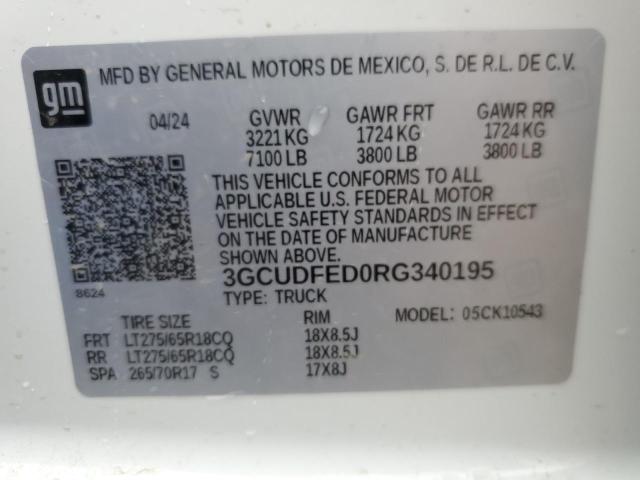 gm
MFD BY GENERAL MOTORS DE MEXICO, S. DE R.L. DE C.V.
04/24 GVWR GAWR FRT GAWR RR
3221 KG 1724 KG 1724 KG
7100 LB 3800 LB 3800 LB
THIS VEHICLE CONFORMS TO ALL
APPLICABLE U.S. FEDERAL MOTOR
VEHICLE SAFETY STANDARDS IN EFFECT
ON THE DATE OF MANUFACTURE
SHOWN ABOVE.
8624
3GCUDFED0RG340195
TYPE: TRUCK MODEL: 05CK10543
TIRE SIZE RIM
FRT LT275/65R18CQ 18X8.5J
RR LT275/65R18CQ 18X8.5J
SPA 265/70R17 S 17X8J